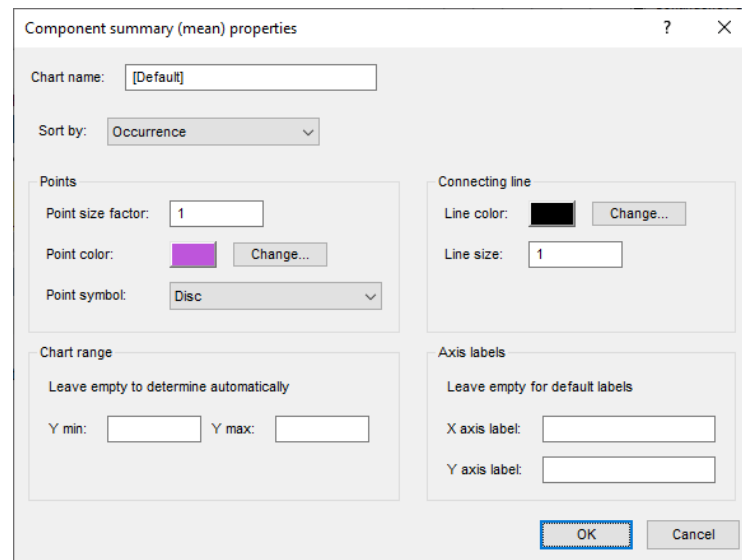 Component summary (mean) properties ? X
Chart name: [Default]
Sort by: Occurrence
Points
Point size factor: 1
Point color: Change...
Point symbol: Disc
Connecting line
Line color: Change...
Line size: 1
Chart range
Leave empty to determine automatically
Y min: Y max:
Axis labels
Leave empty for default labels
X axis label:
Y axis label:
OK Cancel